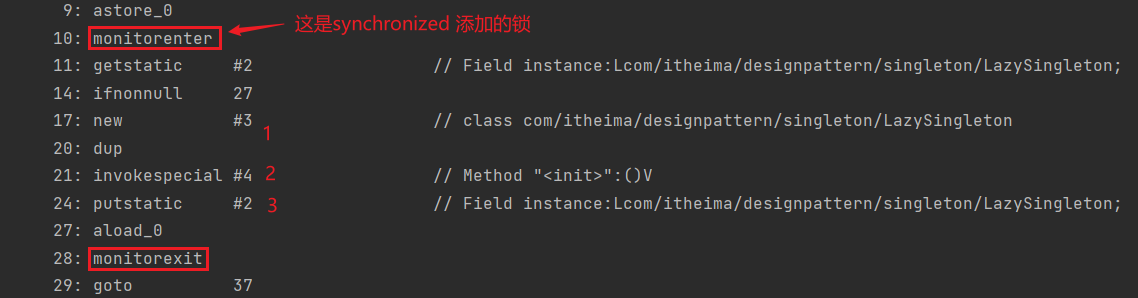 9: astore_0
这是synchronized 添加的锁
10: monitorenter
11: getstatic #2 // Field instance:Lcom/itheima/designpattern/singleton/LazySingleton;
14: ifnonnull 27
17: new #3 // class com/itheima/designpattern/singleton/LazySingleton
1
20: dup
21: invokespecial #4 2 // Method "<init>":()V
24: putstatic #2 3 // Field instance:Lcom/itheima/designpattern/singleton/LazySingleton;
27: aload_0
28: monitorexit
29: goto 37